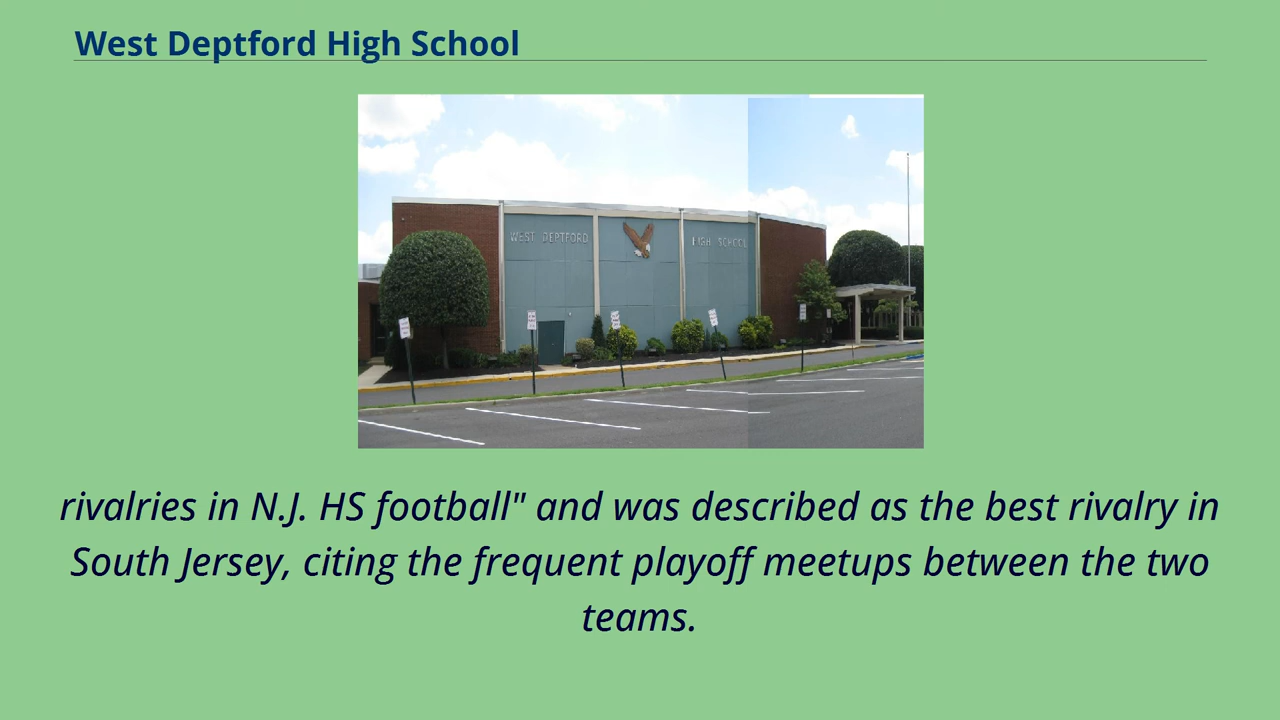 West Deptford High School
WEST DEPTFORD
HIGH SCHOOL
rivalries in N.J. HS football" and was described as the best rivalry in
South Jersey, citing the frequent playoff meetups between the two
teams.